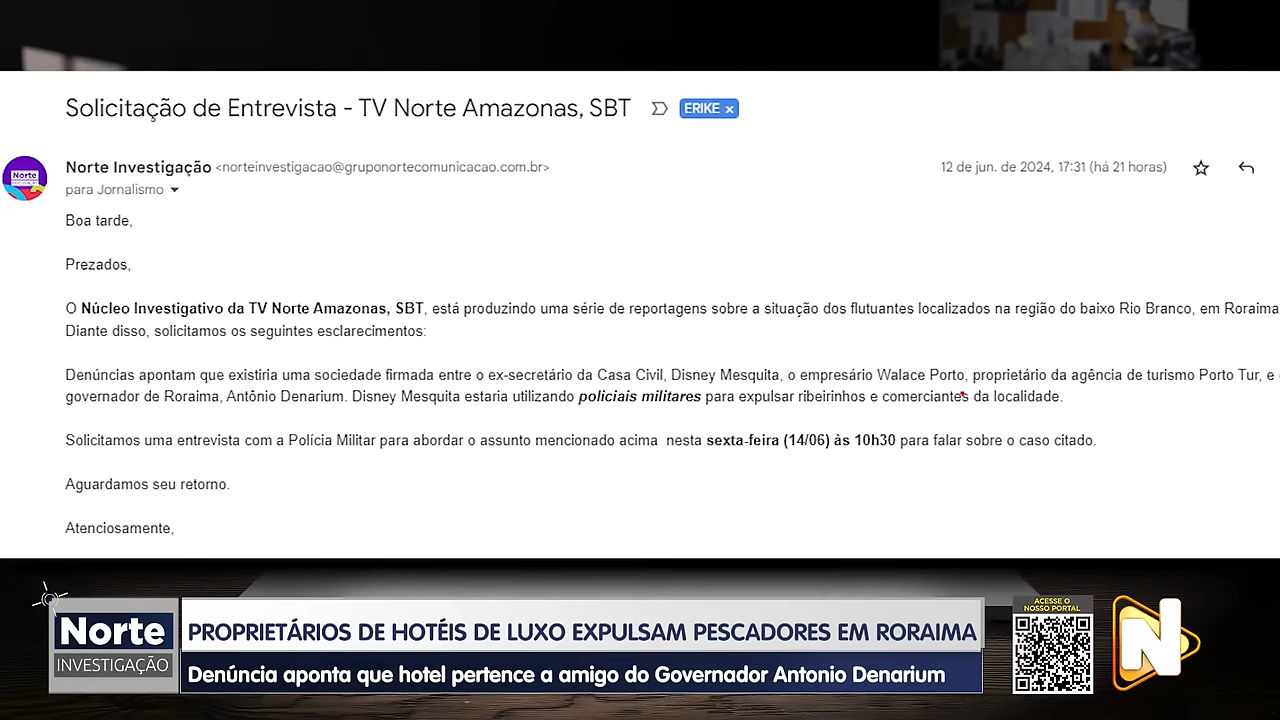 Solicitação de Entrevista - TV Norte Amazonas, SBT ERIKE x
Norte Investigação <norteinvestigacao@gruponortecomunicacao.com.br> 12 de jun. de 2024, 17:31 (há 21 horas)
para Jornalismo
Boa tarde,
Prezados,
O Núcleo Investigativo da TV Norte Amazonas, SBT, está produzindo uma série de reportagens sobre a situação dos flutuantes localizados na região do baixo Rio Branco, em Roraima
Diante disso, solicitamos os seguintes esclarecimentos:
Denúncias apontam que existiria uma sociedade firmada entre o ex-secretário da Casa Civil, Disney Mesquita, o empresário Walace Porto, proprietário da agência de turismo Porto Tur, e
governador de Roraima, Antônio Denarium. Disney Mesquita estaria utilizando policiais militares para expulsar ribeirinhos e comerciantes da localidade.
Solicitamos uma entrevista com a Polícia Militar para abordar o assunto mencionado acima nesta sexta-feira (14/06) às 10h30 para falar sobre o caso citado.
Aguardamos seu retorno.
Atenciosamente,
Norte
INVESTIGAÇÃO
PROPRIETÁRIOS DE HOTÉIS DE LUXO EXPULSAM PESCADORES EM RORAIMA
Denúncia aponta que hotel pertence a amigo do Governador Antonio Denarium
ACESSE O
NOSSO PORTAL
N